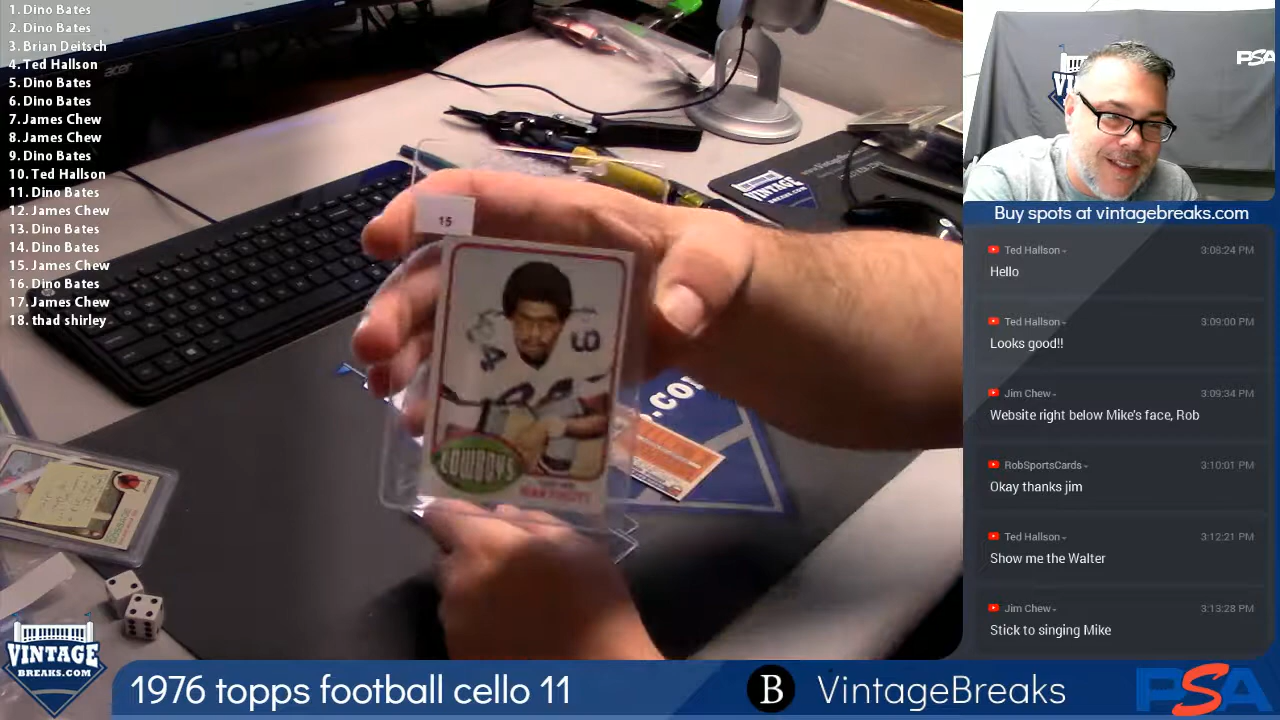 1. Dino Bates
2. Dino Bates
3. Brian Deitsch
4. Ted Hallson
5. Dino Bates
6. Dino Bates
7. James Chew
8. James Chew
9. Dino Bates
10. Ted Hallson
11. Dino Bates
12. James Chew
13. Dino Bates
14. Dino Bates
15. James Chew
16. Dino Bates
17. James Chew
18. thad shirley
acer
15
89
COWBOYS
VINTAGE
BREAKS.COM
.com
PSA
Buy spots at vintagebreaks.com
Ted Hallson 3:08:24 PM
Hello
Ted Hallson 3:09:00 PM
Looks good!!
Jim Chew 3:09:34 PM
Website right below Mike's face, Rob
RobSportsCards 3:10:01 PM
Okay thanks jim
Ted Hallson 3:12:21 PM
Show me the Walter
Jim Chew 3:13:28 PM
Stick to singing Mike
VINTAGE
BREAKS.COM
1976 topps football cello 11
B VintageBreaks
PSA